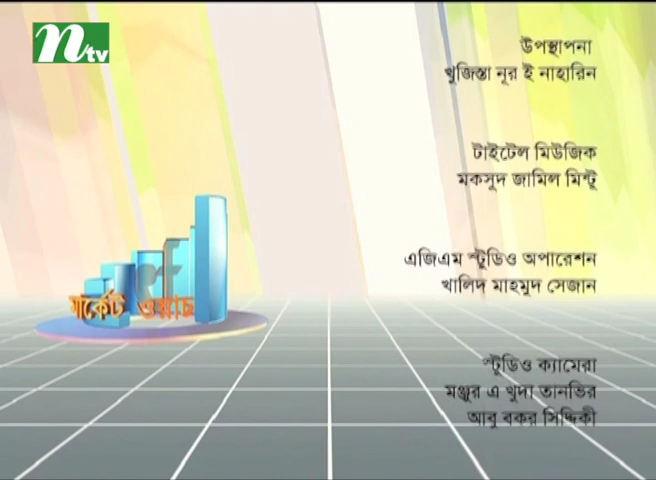 ntv
উপস্থাপনা
খুজিস্তা নূর ই নাহারিন
টাইটেল মিউজিক
মকসুদ জামিল মিন্টু
এজিএম স্টুডিও অপারেশন
খালিদ মাহমুদ সেজান
মার্কেট ওয়াচ
স্টুডিও ক্যামেরা
মঞ্জুর এ খুদা তানভির
আবু বকর সিদ্দিকী